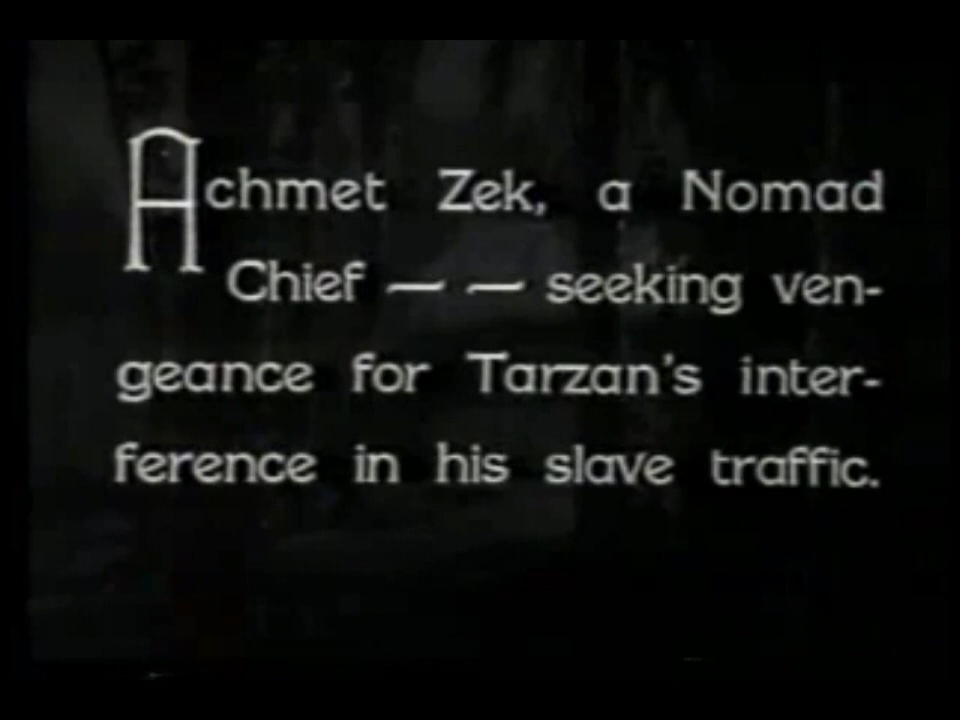 Achmet Zek, a Nomad
Chief — — seeking ven-
geance for Tarzan's inter-
ference in his slave traffic.